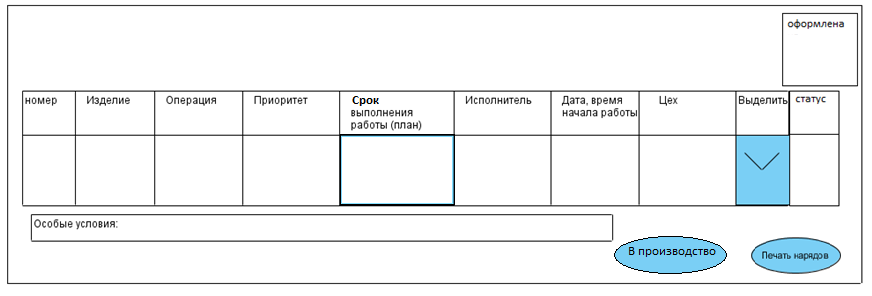 оформлена
номер
Изделие
Операция
Приоритет
Срок
выполнения
работы (план)
Исполнитель
Дата, время
начала работы
Цех
Выделить
статус
Особые условия:
В производство
Печать нарядов